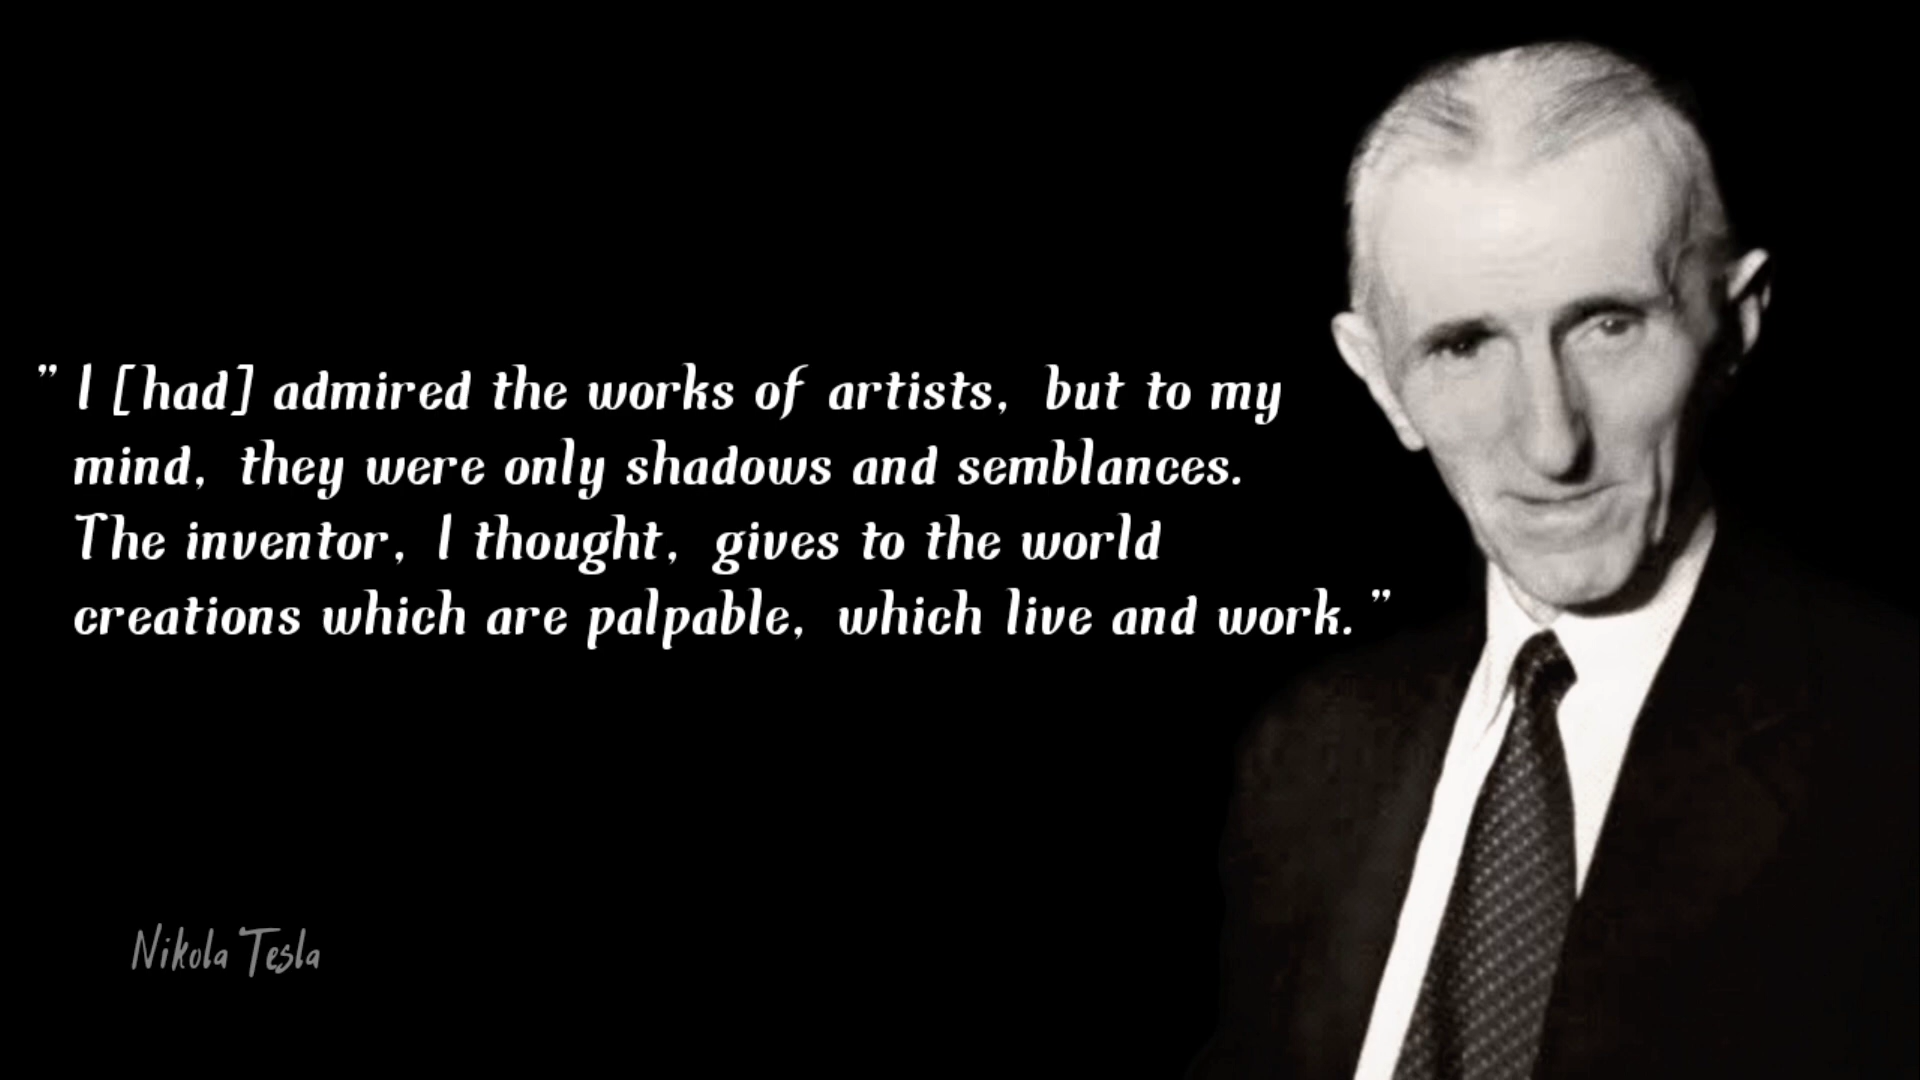 ” I [had] admired the works of artists, but to my
mind, they were only shadows and semblances.
The inventor, I thought, gives to the world
creations which are palpable, which live and work.”
Nikola Tesla